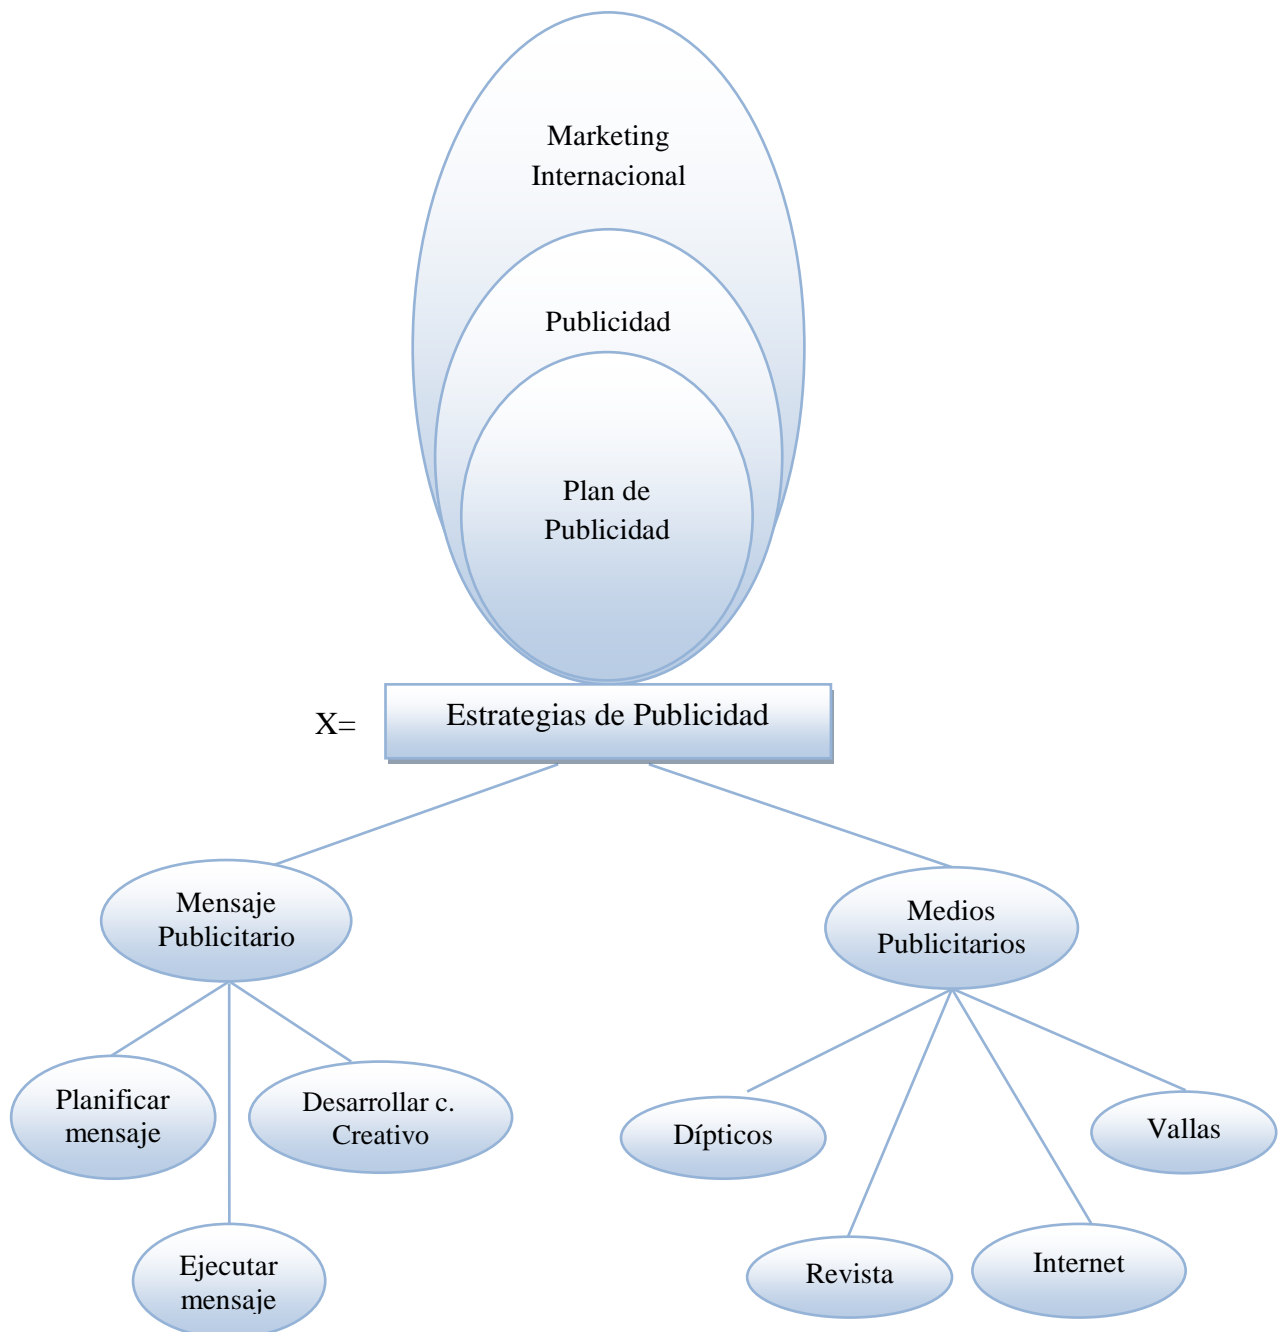 Marketing
Internacional
Publicidad
Plan de
Publicidad
X=
Estrategias de Publicidad
Mensaje
Publicitario
Medios
Publicitarios
Planificar
mensaje
Desarrollar c.
Creativo
Dípticos
Vallas
Ejecutar
mensaje
Revista
Internet